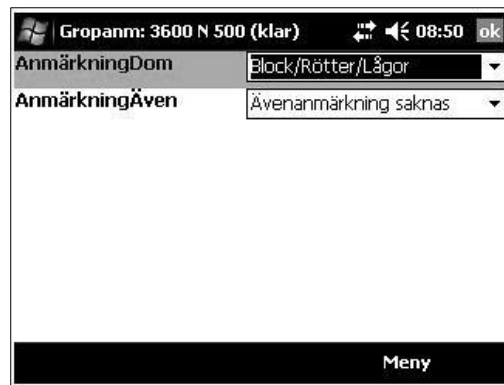 Gropanm: 3600 N 500 (klar) 08:50 ok
AnmärkningDom Block/Rötter/Lågor
AnmärkningÄven Ävenanmärkning saknas
Meny